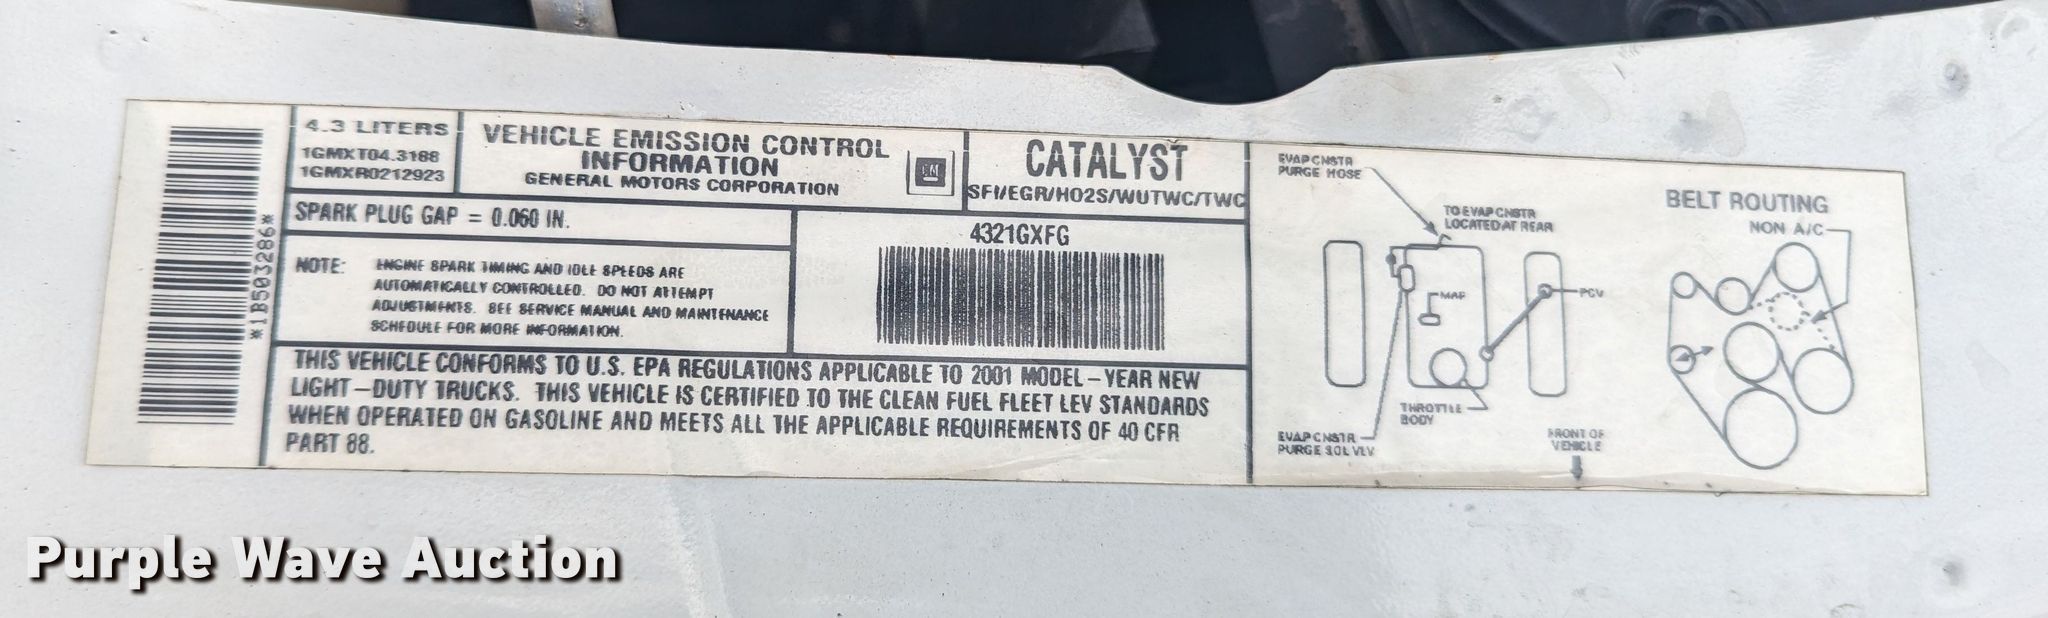 *1B503286*
4.3 LITERS
1GMXT04.3188
1GMXR0212923
VEHICLE EMISSION CONTROL
INFORMATION
GENERAL MOTORS CORPORATION
GM
CATALYST
SFI/EGR/HO2S/WUTWC/TWC
SPARK PLUG GAP = 0.060 IN.
NOTE: ENGINE SPARK TIMING AND IDLE SPEEDS ARE
AUTOMATICALLY CONTROLLED. DO NOT ATTEMPT
ADJUSTMENTS. SEE SERVICE MANUAL AND MAINTENANCE
SCHEDULE FOR MORE INFORMATION.
4321GXFG
THIS VEHICLE CONFORMS TO U.S. EPA REGULATIONS APPLICABLE TO 2001 MODEL-YEAR NEW
LIGHT-DUTY TRUCKS. THIS VEHICLE IS CERTIFIED TO THE CLEAN FUEL FLEET LEV STANDARDS
WHEN OPERATED ON GASOLINE AND MEETS ALL THE APPLICABLE REQUIREMENTS OF 40 CFR
PART 88.
EVAP CNSTR
PURGE HOSE
TO EVAP CNSTR
LOCATED AT REAR
MAP
PCV
THROTTLE
BODY
EVAP CNSTR
PURGE SOL VLV
FRONT OF
VEHICLE
BELT ROUTING
NON A/C
Purple Wave Auction